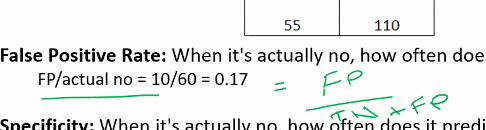 55 110
False Positive Rate: When it's actually no, how often doe
FP/actual no = 10/60 = 0.17 = FP
TN + FP
Specificity: When it's actually no, how often does it predi